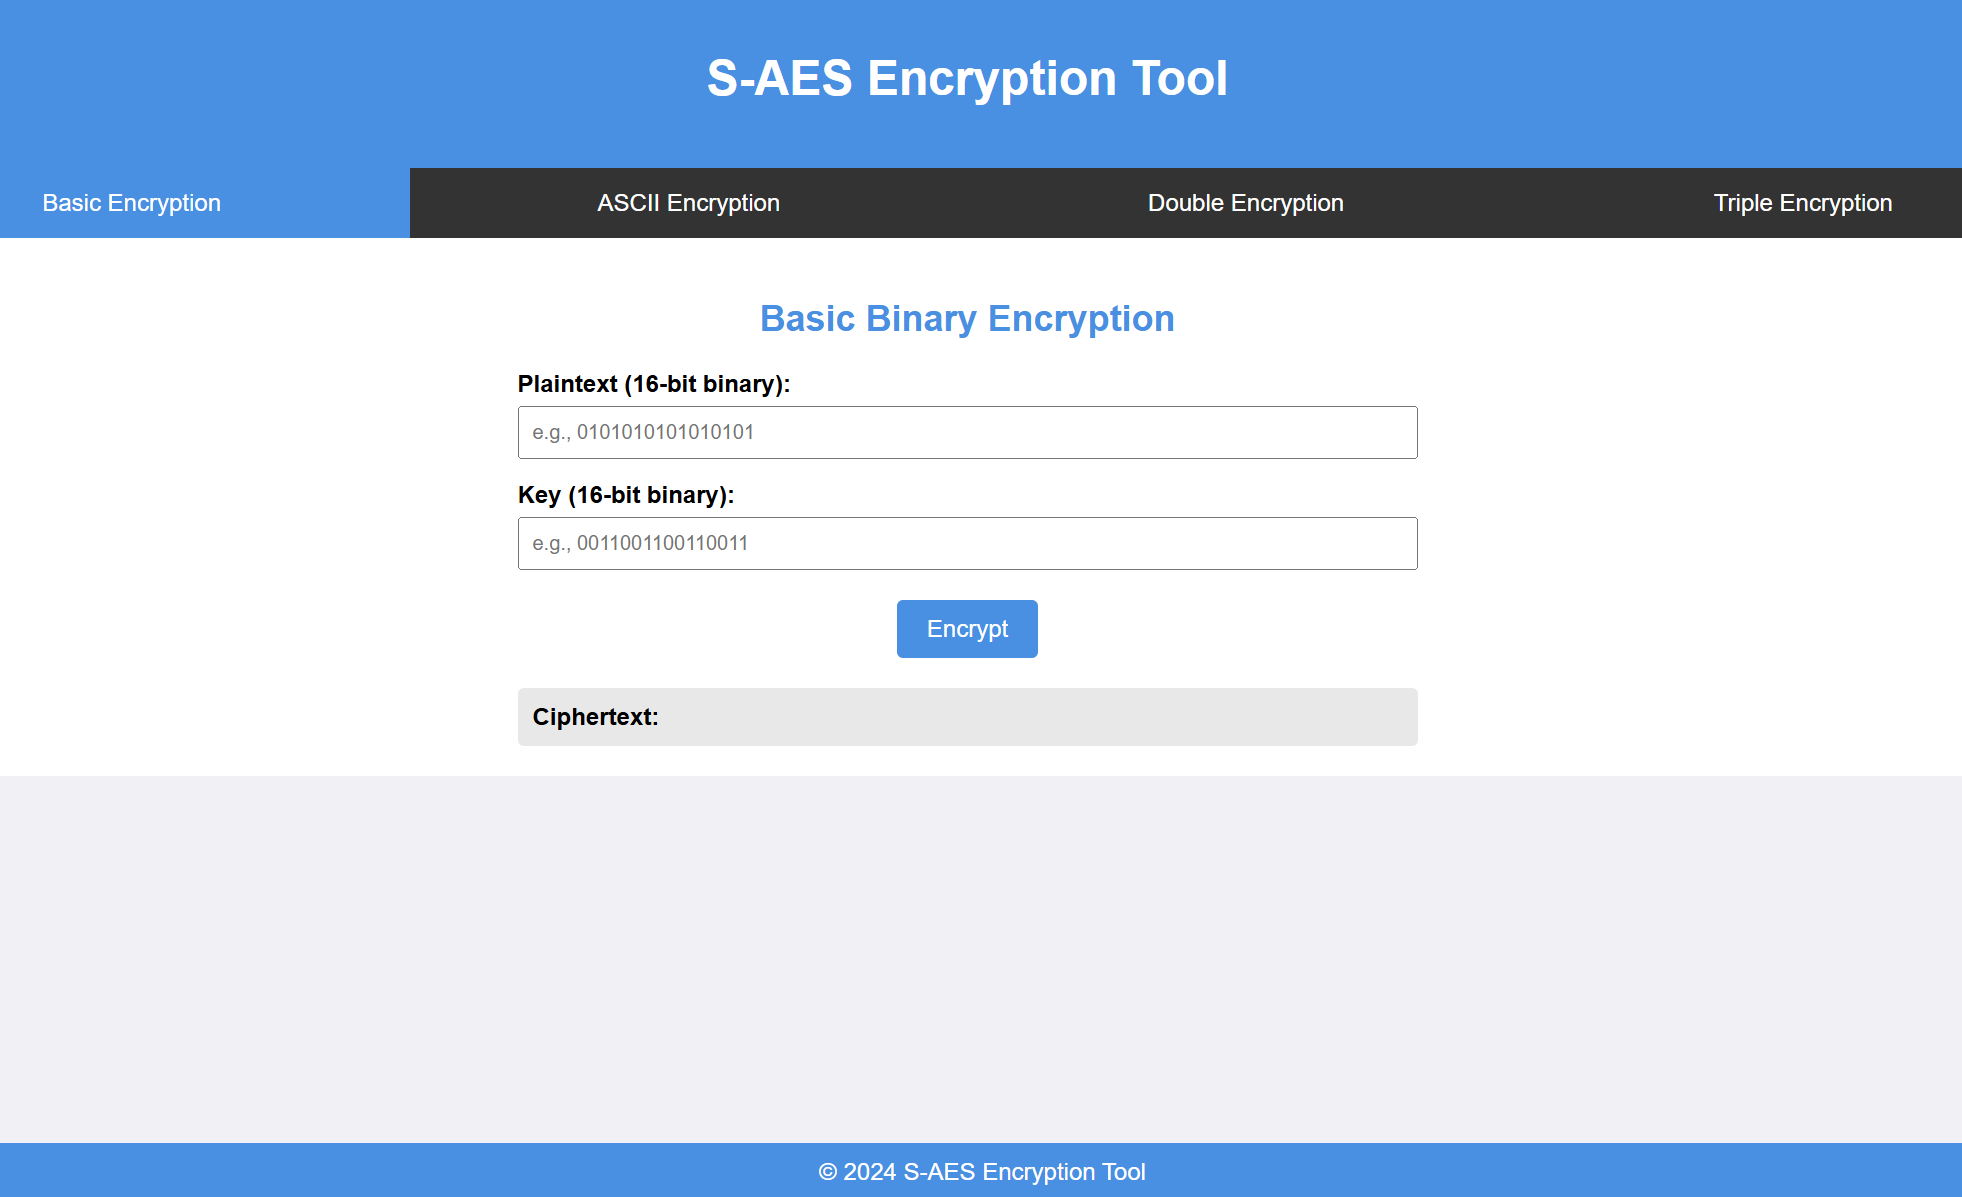 S-AES Encryption Tool
Basic Encryption ASCII Encryption Double Encryption Triple Encryption
Basic Binary Encryption
Plaintext (16-bit binary):
e.g., 0101010101010101
Key (16-bit binary):
e.g., 0011001100110011
Encrypt
Ciphertext:
© 2024 S-AES Encryption Tool